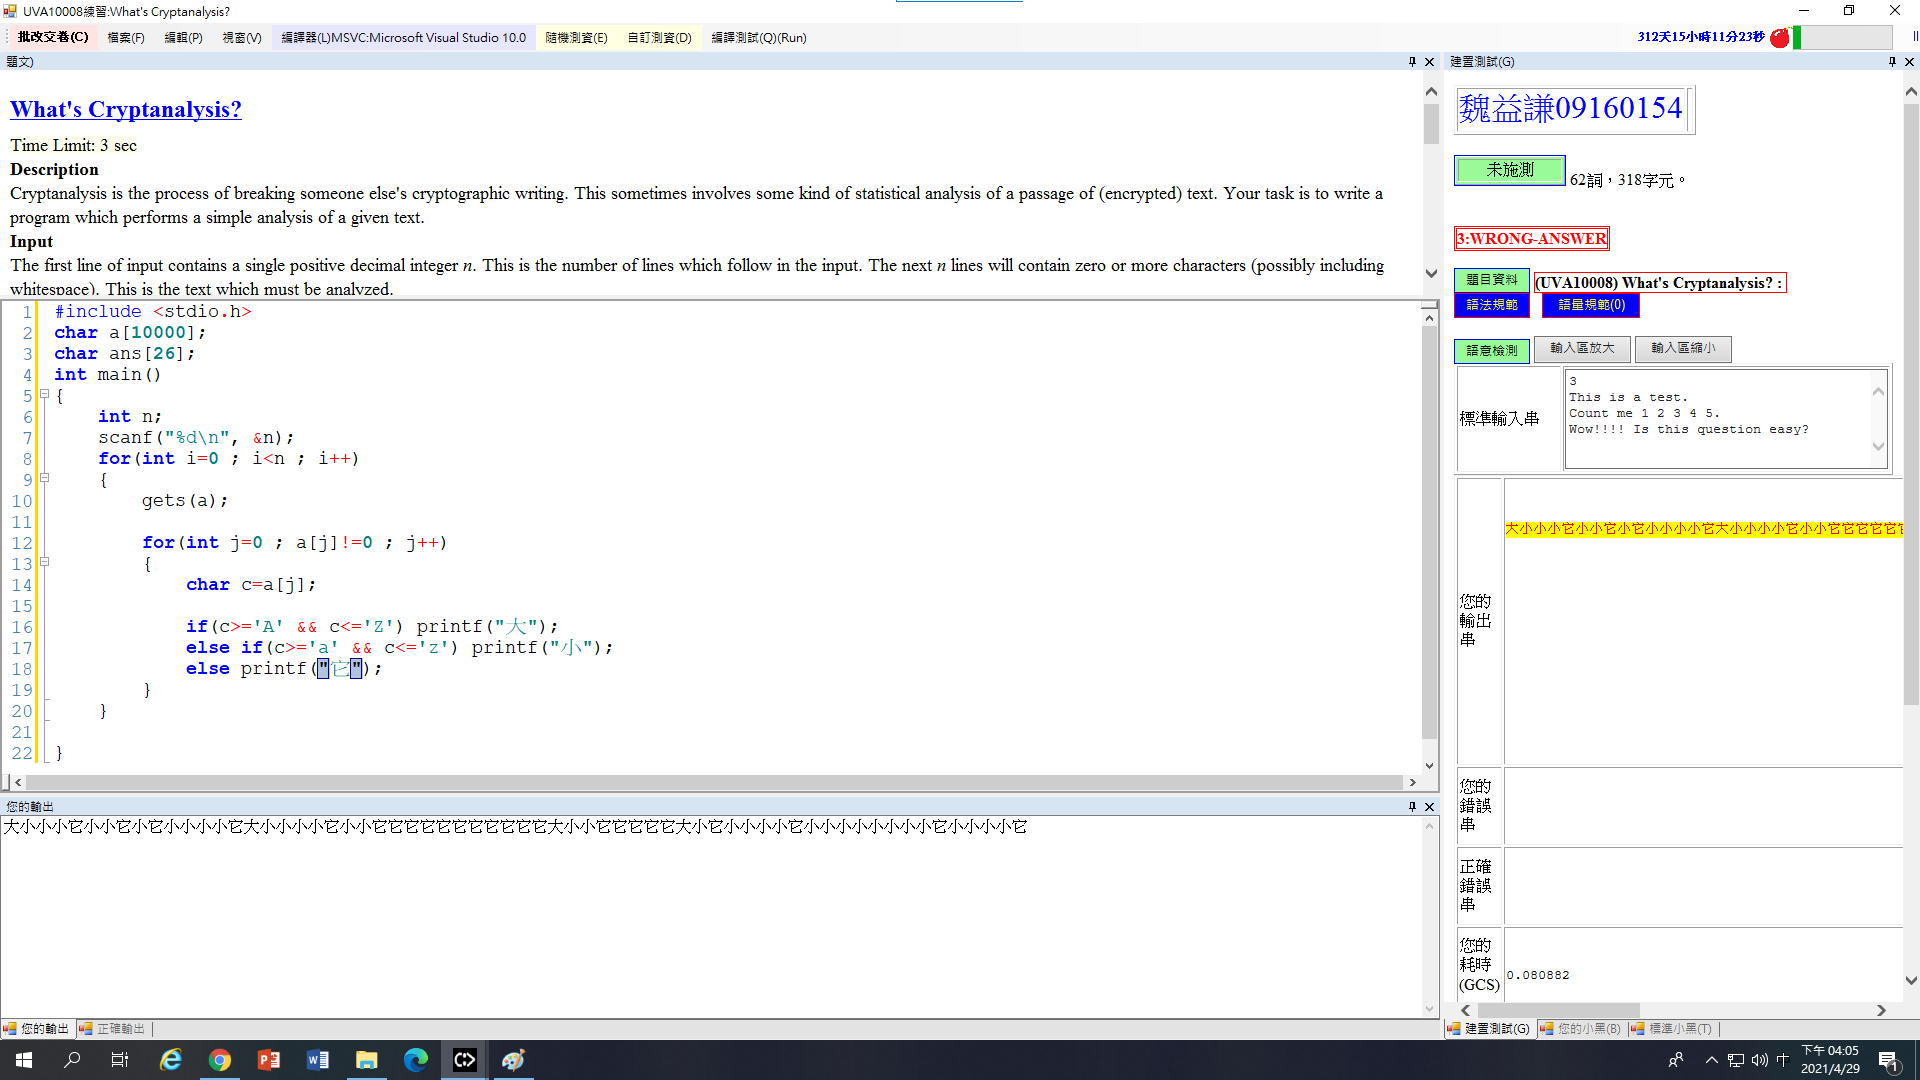 UVA10008練習:What's Cryptanalysis?
批改交卷(C) 檔案(F) 編輯(P) 視窗(V) 編譯器(L)MSVC:Microsoft Visual Studio 10.0 隨機測資(E) 自訂測資(D) 編譯測試(Q)(Run)
312天15小時11分23秒
題文)
What's Cryptanalysis?
Time Limit: 3 sec
Description
Cryptanalysis is the process of breaking someone else's cryptographic writing. This sometimes involves some kind of statistical analysis of a passage of (encrypted) text. Your task is to write a
program which performs a simple analysis of a given text.
Input
The first line of input contains a single positive decimal integer n. This is the number of lines which follow in the input. The next n lines will contain zero or more characters (possibly including
whitespace). This is the text which must be analyzed.
1 #include <stdio.h>
2 char a[10000];
3 char ans[26];
4 int main()
5 {
6 int n;
7 scanf("%d\n", &n);
8 for(int i=0 ; i<n ; i++)
9 {
10 gets(a);
11
12 for(int j=0 ; a[j]!=0 ; j++)
13 {
14 char c=a[j];
15
16 if(c>='A' && c<='Z') printf("大");
17 else if(c>='a' && c<='z') printf("小");
18 else printf("它");
19 }
20 }
21
22 }
您的輸出
大小小小它小小它小它小小小小它大小小小小它小小它它它它它它它它它它它大小小它它它它它大小它小小小小它小小小小小小小小它小小小小它
您的輸出 正確輸出
建置測試(G)
魏益謙09160154
未施測 62詞，318字元。
3:WRONG-ANSWER
題目資料 (UVA10008) What's Cryptanalysis? :
語法規範 語量規範(0)
語意檢測 輸入區放大 輸入區縮小
標準輸入串
3
This is a test.
Count me 1 2 3 4 5.
Wow!!!! Is this question easy?
您的輸出串
大小小小它小小它小它小小小小它大小小小小它小小它它它它它
您的錯誤串
正確錯誤串
您的耗時(GCS)
0.080882
建置測試(G) 您的小黑(B) 標準小黑(T)
中
下午 04:05
2021/4/29
1